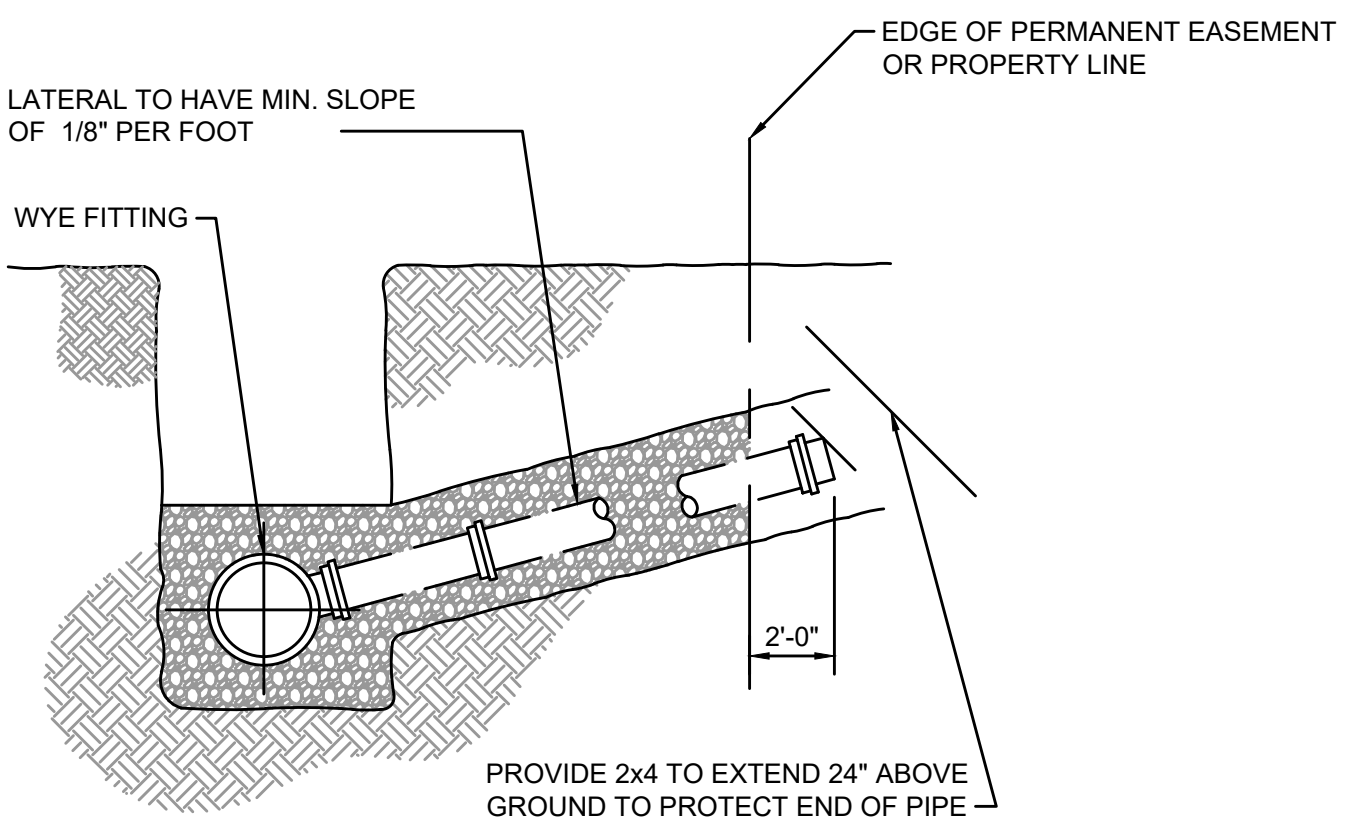 EDGE OF PERMANENT EASEMENT
OR PROPERTY LINE
LATERAL TO HAVE MIN. SLOPE
OF 1/8" PER FOOT
WYE FITTING
2'-0"
PROVIDE 2x4 TO EXTEND 24" ABOVE
GROUND TO PROTECT END OF PIPE